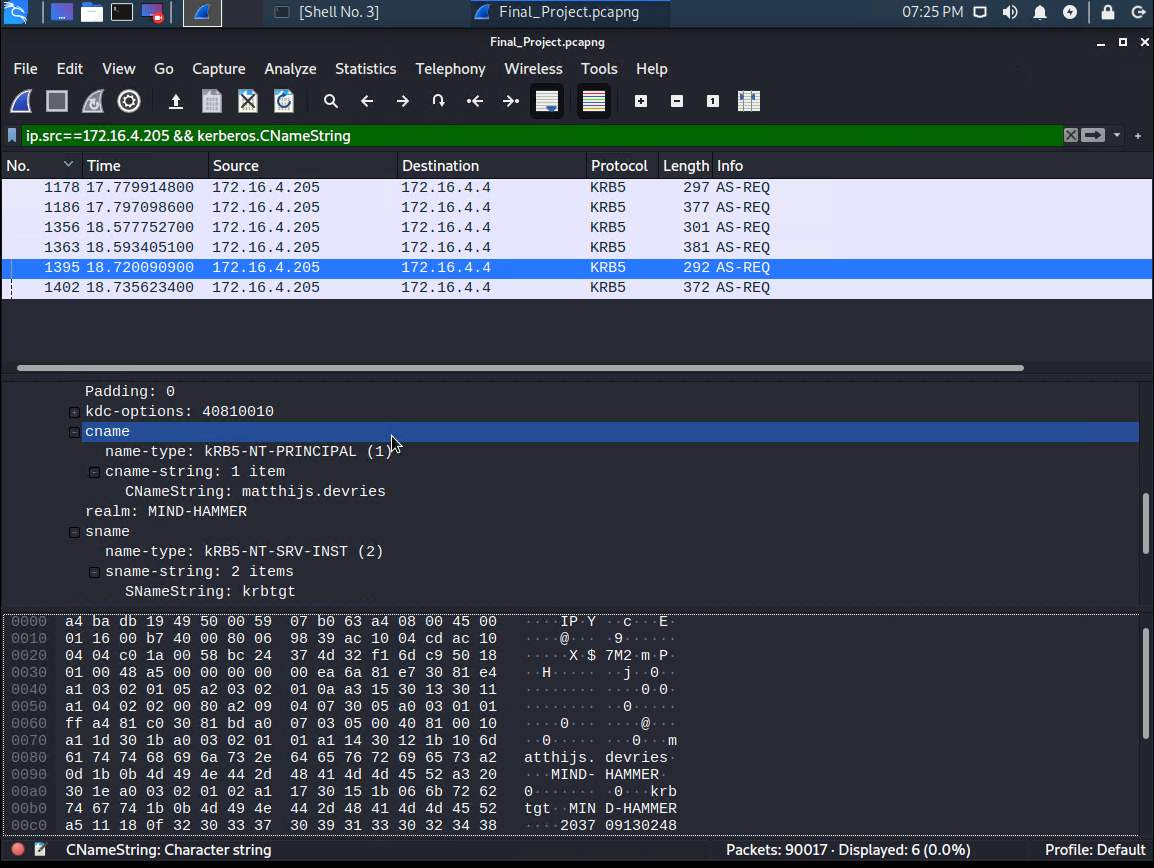 [Shell No. 3] Final_Project.pcapng 07:25 PM
Final_Project.pcapng
File Edit View Go Capture Analyze Statistics Telephony Wireless Tools Help
ip.src==172.16.4.205 && kerberos.CNameString
No. Time Source Destination Protocol Length Info
1178 17.779914800 172.16.4.205 172.16.4.4 KRB5 297 AS-REQ
1186 17.797098600 172.16.4.205 172.16.4.4 KRB5 377 AS-REQ
1356 18.577752700 172.16.4.205 172.16.4.4 KRB5 301 AS-REQ
1363 18.593405100 172.16.4.205 172.16.4.4 KRB5 381 AS-REQ
1395 18.720090900 172.16.4.205 172.16.4.4 KRB5 292 AS-REQ
1402 18.735623400 172.16.4.205 172.16.4.4 KRB5 372 AS-REQ
Padding: 0
kdc-options: 40810010
cname
name-type: kRB5-NT-PRINCIPAL (1)
cname-string: 1 item
CNameString: matthijs.devries
realm: MIND-HAMMER
sname
name-type: kRB5-NT-SRV-INST (2)
sname-string: 2 items
SNameString: krbtgt
0000 a4 ba db 19 49 50 00 59 07 b0 63 a4 08 00 45 00 ····IP·Y ··c···E·
0010 01 16 00 b7 40 00 80 06 98 39 ac 10 04 cd ac 10 ····@··· ·9······
0020 04 04 c0 1a 00 58 bc 24 37 4d 32 f1 6d c9 50 18 ·····X·$ 7M2·m·P·
0030 01 00 48 a5 00 00 00 00 00 ea 6a 81 e7 30 81 e4 ··H····· ··j··0··
0040 a1 03 02 01 05 a2 03 02 01 0a a3 15 30 13 30 11 ········ ····0·0·
0050 a1 04 02 02 00 80 a2 09 04 07 30 05 a0 03 01 01 ········ ··0·····
0060 ff a4 81 c0 30 81 bd a0 07 03 05 00 40 81 00 10 ····0··· ····@···
0070 a1 1d 30 1b a0 03 02 01 01 a1 14 30 12 1b 10 6d ··0····· ···0···m
0080 61 74 74 68 69 6a 73 2e 64 65 76 72 69 65 73 a2 atthijs. devries·
0090 0d 1b 0b 4d 49 4e 44 2d 48 41 4d 4d 45 52 a3 20 ···MIND- HAMMER·
00a0 30 1e a0 03 02 01 02 a1 17 30 15 1b 06 6b 72 62 0······· ·0···krb
00b0 74 67 74 1b 0b 4d 49 4e 44 2d 48 41 4d 4d 45 52 tgt··MIN D-HAMMER
00c0 a5 11 18 0f 32 30 33 37 30 39 31 33 30 32 34 38 ····2037 09130248
CNameString: Character string Packets: 90017 · Displayed: 6 (0.0%) Profile: Default